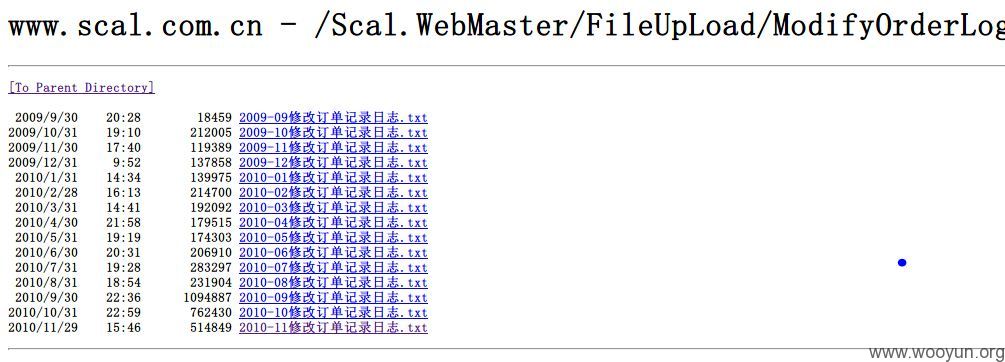 www.scal.com.cn - /Scal.WebMaster/FileUpLoad/ModifyOrderLog
[To Parent Directory]
2009/9/30 20:28 18459 2009-09修改订单记录日志.txt
2009/10/31 19:10 212005 2009-10修改订单记录日志.txt
2009/11/30 17:40 119389 2009-11修改订单记录日志.txt
2009/12/31 9:52 137858 2009-12修改订单记录日志.txt
2010/1/31 14:34 139975 2010-01修改订单记录日志.txt
2010/2/28 16:13 214700 2010-02修改订单记录日志.txt
2010/3/31 14:41 192092 2010-03修改订单记录日志.txt
2010/4/30 21:58 179515 2010-04修改订单记录日志.txt
2010/5/31 19:19 174303 2010-05修改订单记录日志.txt
2010/6/30 20:31 206910 2010-06修改订单记录日志.txt
2010/7/31 19:28 283297 2010-07修改订单记录日志.txt
2010/8/31 18:54 231904 2010-08修改订单记录日志.txt
2010/9/30 22:36 1094887 2010-09修改订单记录日志.txt
2010/10/31 22:59 762430 2010-10修改订单记录日志.txt
2010/11/29 15:46 514849 2010-11修改订单记录日志.txt
www.wooyun.org